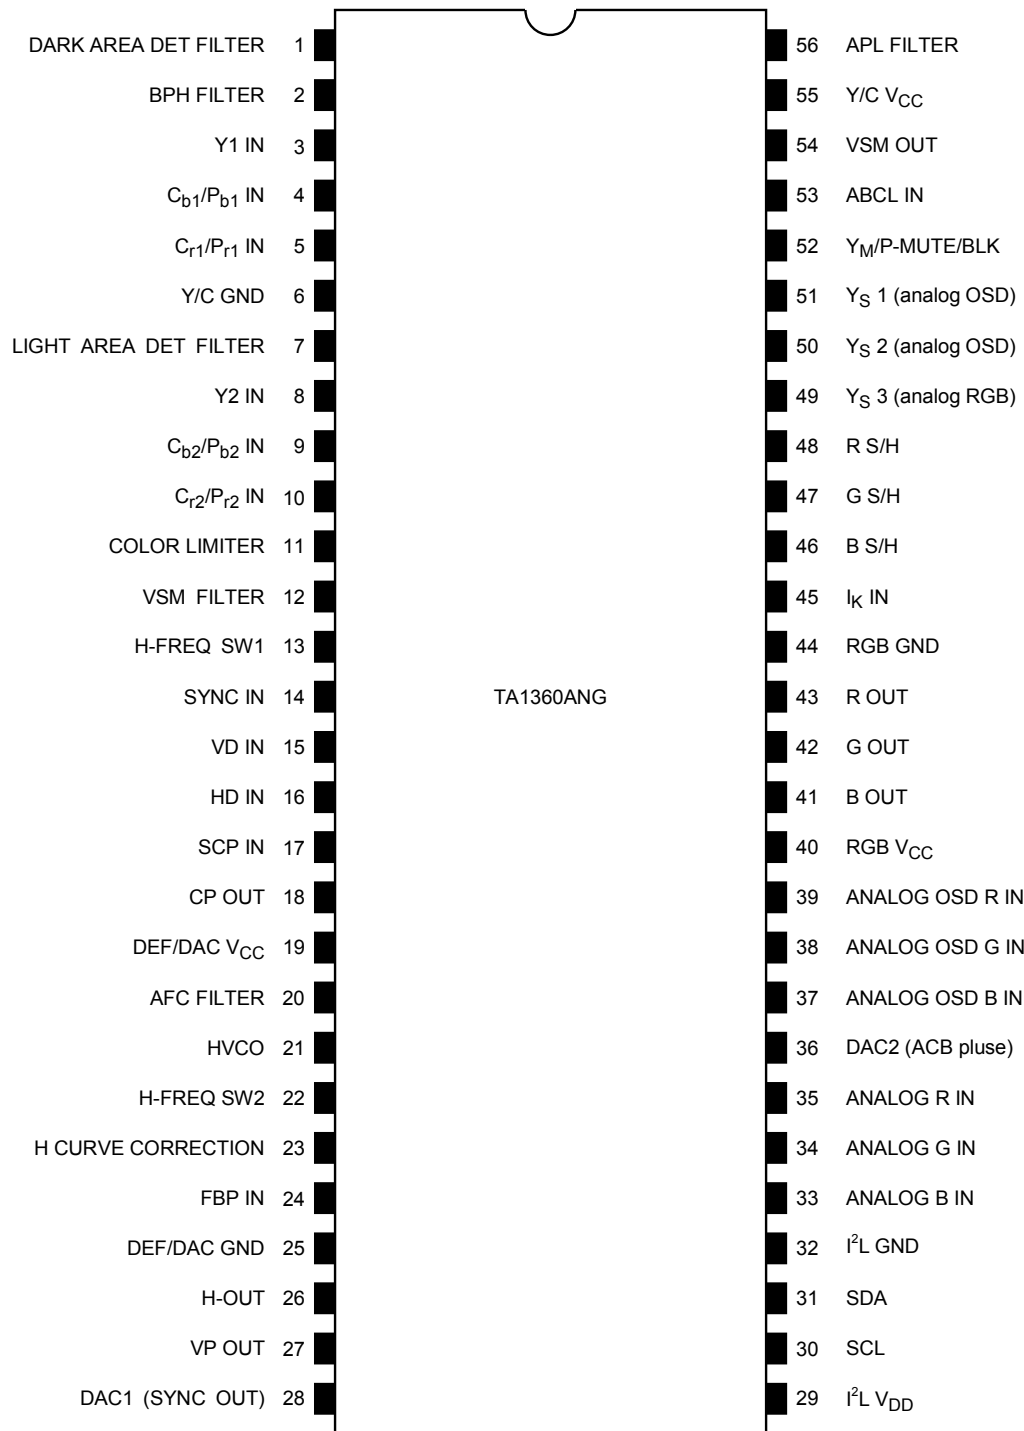 DARK AREA DET FILTER 1 56 APL FILTER
BPH FILTER 2 55 Y/C VCC
Y1 IN 3 54 VSM OUT
Cb1/Pb1 IN 4 53 ABCL IN
Cr1/Pr1 IN 5 52 YM/P-MUTE/BLK
Y/C GND 6 51 YS 1 (analog OSD)
LIGHT AREA DET FILTER 7 50 YS 2 (analog OSD)
Y2 IN 8 49 YS 3 (analog RGB)
Cb2/Pb2 IN 9 48 R S/H
Cr2/Pr2 IN 10 47 G S/H
COLOR LIMITER 11 46 B S/H
VSM FILTER 12 45 IK IN
H-FREQ SW1 13 44 RGB GND
SYNC IN 14 TA1360ANG 43 R OUT
VD IN 15 42 G OUT
HD IN 16 41 B OUT
SCP IN 17 40 RGB VCC
CP OUT 18 39 ANALOG OSD R IN
DEF/DAC VCC 19 38 ANALOG OSD G IN
AFC FILTER 20 37 ANALOG OSD B IN
HVCO 21 36 DAC2 (ACB pluse)
H-FREQ SW2 22 35 ANALOG R IN
H CURVE CORRECTION 23 34 ANALOG G IN
FBP IN 24 33 ANALOG B IN
DEF/DAC GND 25 32 I²L GND
H-OUT 26 31 SDA
VP OUT 27 30 SCL
DAC1 (SYNC OUT) 28 29 I²L VDD